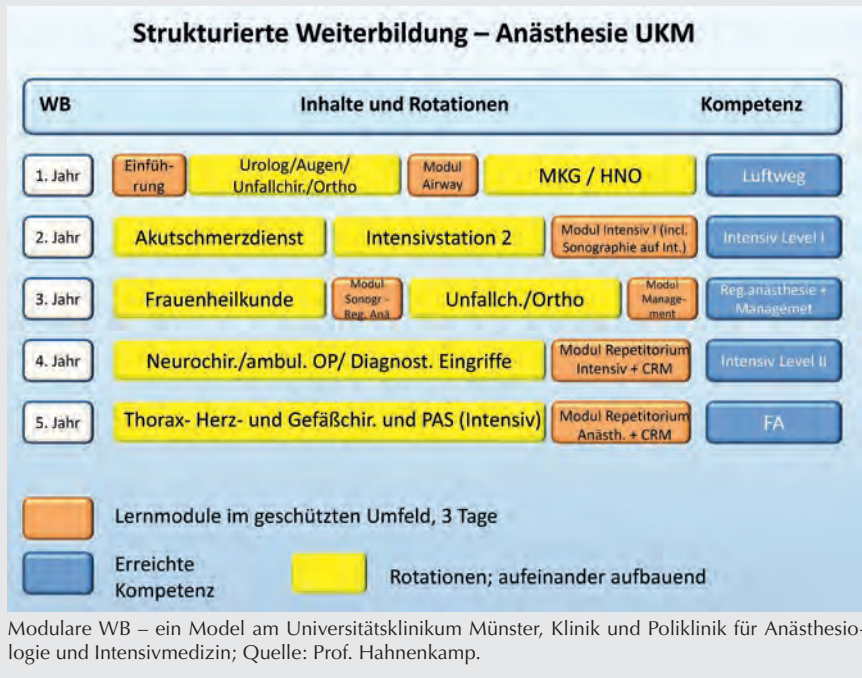 Strukturierte Weiterbildung – Anästhesie UKM
WB Inhalte und Rotationen Kompetenz
1. Jahr
Einfüh-
rung
Urolog/Augen/
Unfallchir./Ortho
Modul
Airway
MKG / HNO
Luftweg
2. Jahr
Akutschmerzdienst
Intensivstation 2
Modul Intensiv I (incl.
Sonographie auf Int.)
Intensiv Level I
3. Jahr
Frauenheilkunde
Modul
Sonogr -
Reg. Anä
Unfallch./Ortho
Modul
Manage-
ment
Reg.anästhesie +
Managemet
4. Jahr
Neurochir./ambul. OP/ Diagnost. Eingriffe
Modul Repetitorium
Intensiv + CRM
Intensiv Level II
5. Jahr
Thorax- Herz- und Gefäßchir. und PAS (Intensiv)
Modul Repetitorium
Anästh. + CRM
FA
Lernmodule im geschützten Umfeld, 3 Tage
Erreichte
Kompetenz
Rotationen; aufeinander aufbauend
Modulare WB – ein Model am Universitätsklinikum Münster, Klinik und Poliklinik für Anästhesio-
logie und Intensivmedizin; Quelle: Prof. Hahnenkamp.